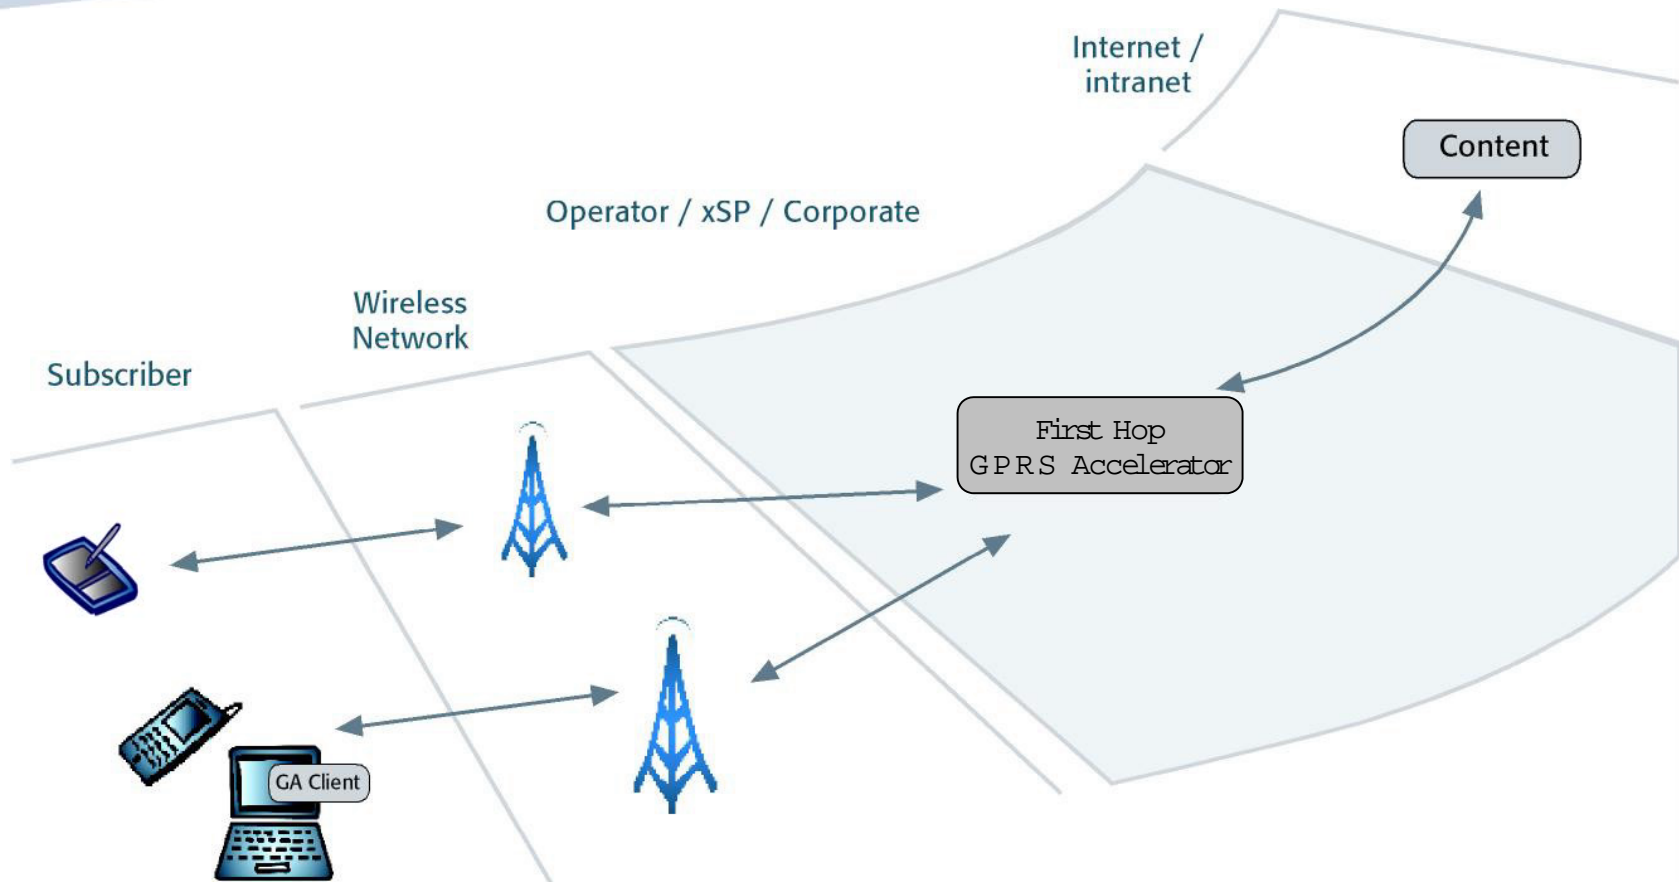 Internet /
intranet
Content
Operator / xSP / Corporate
Wireless
Network
Subscriber
First Hop
GPRS Accelerator
GA Client